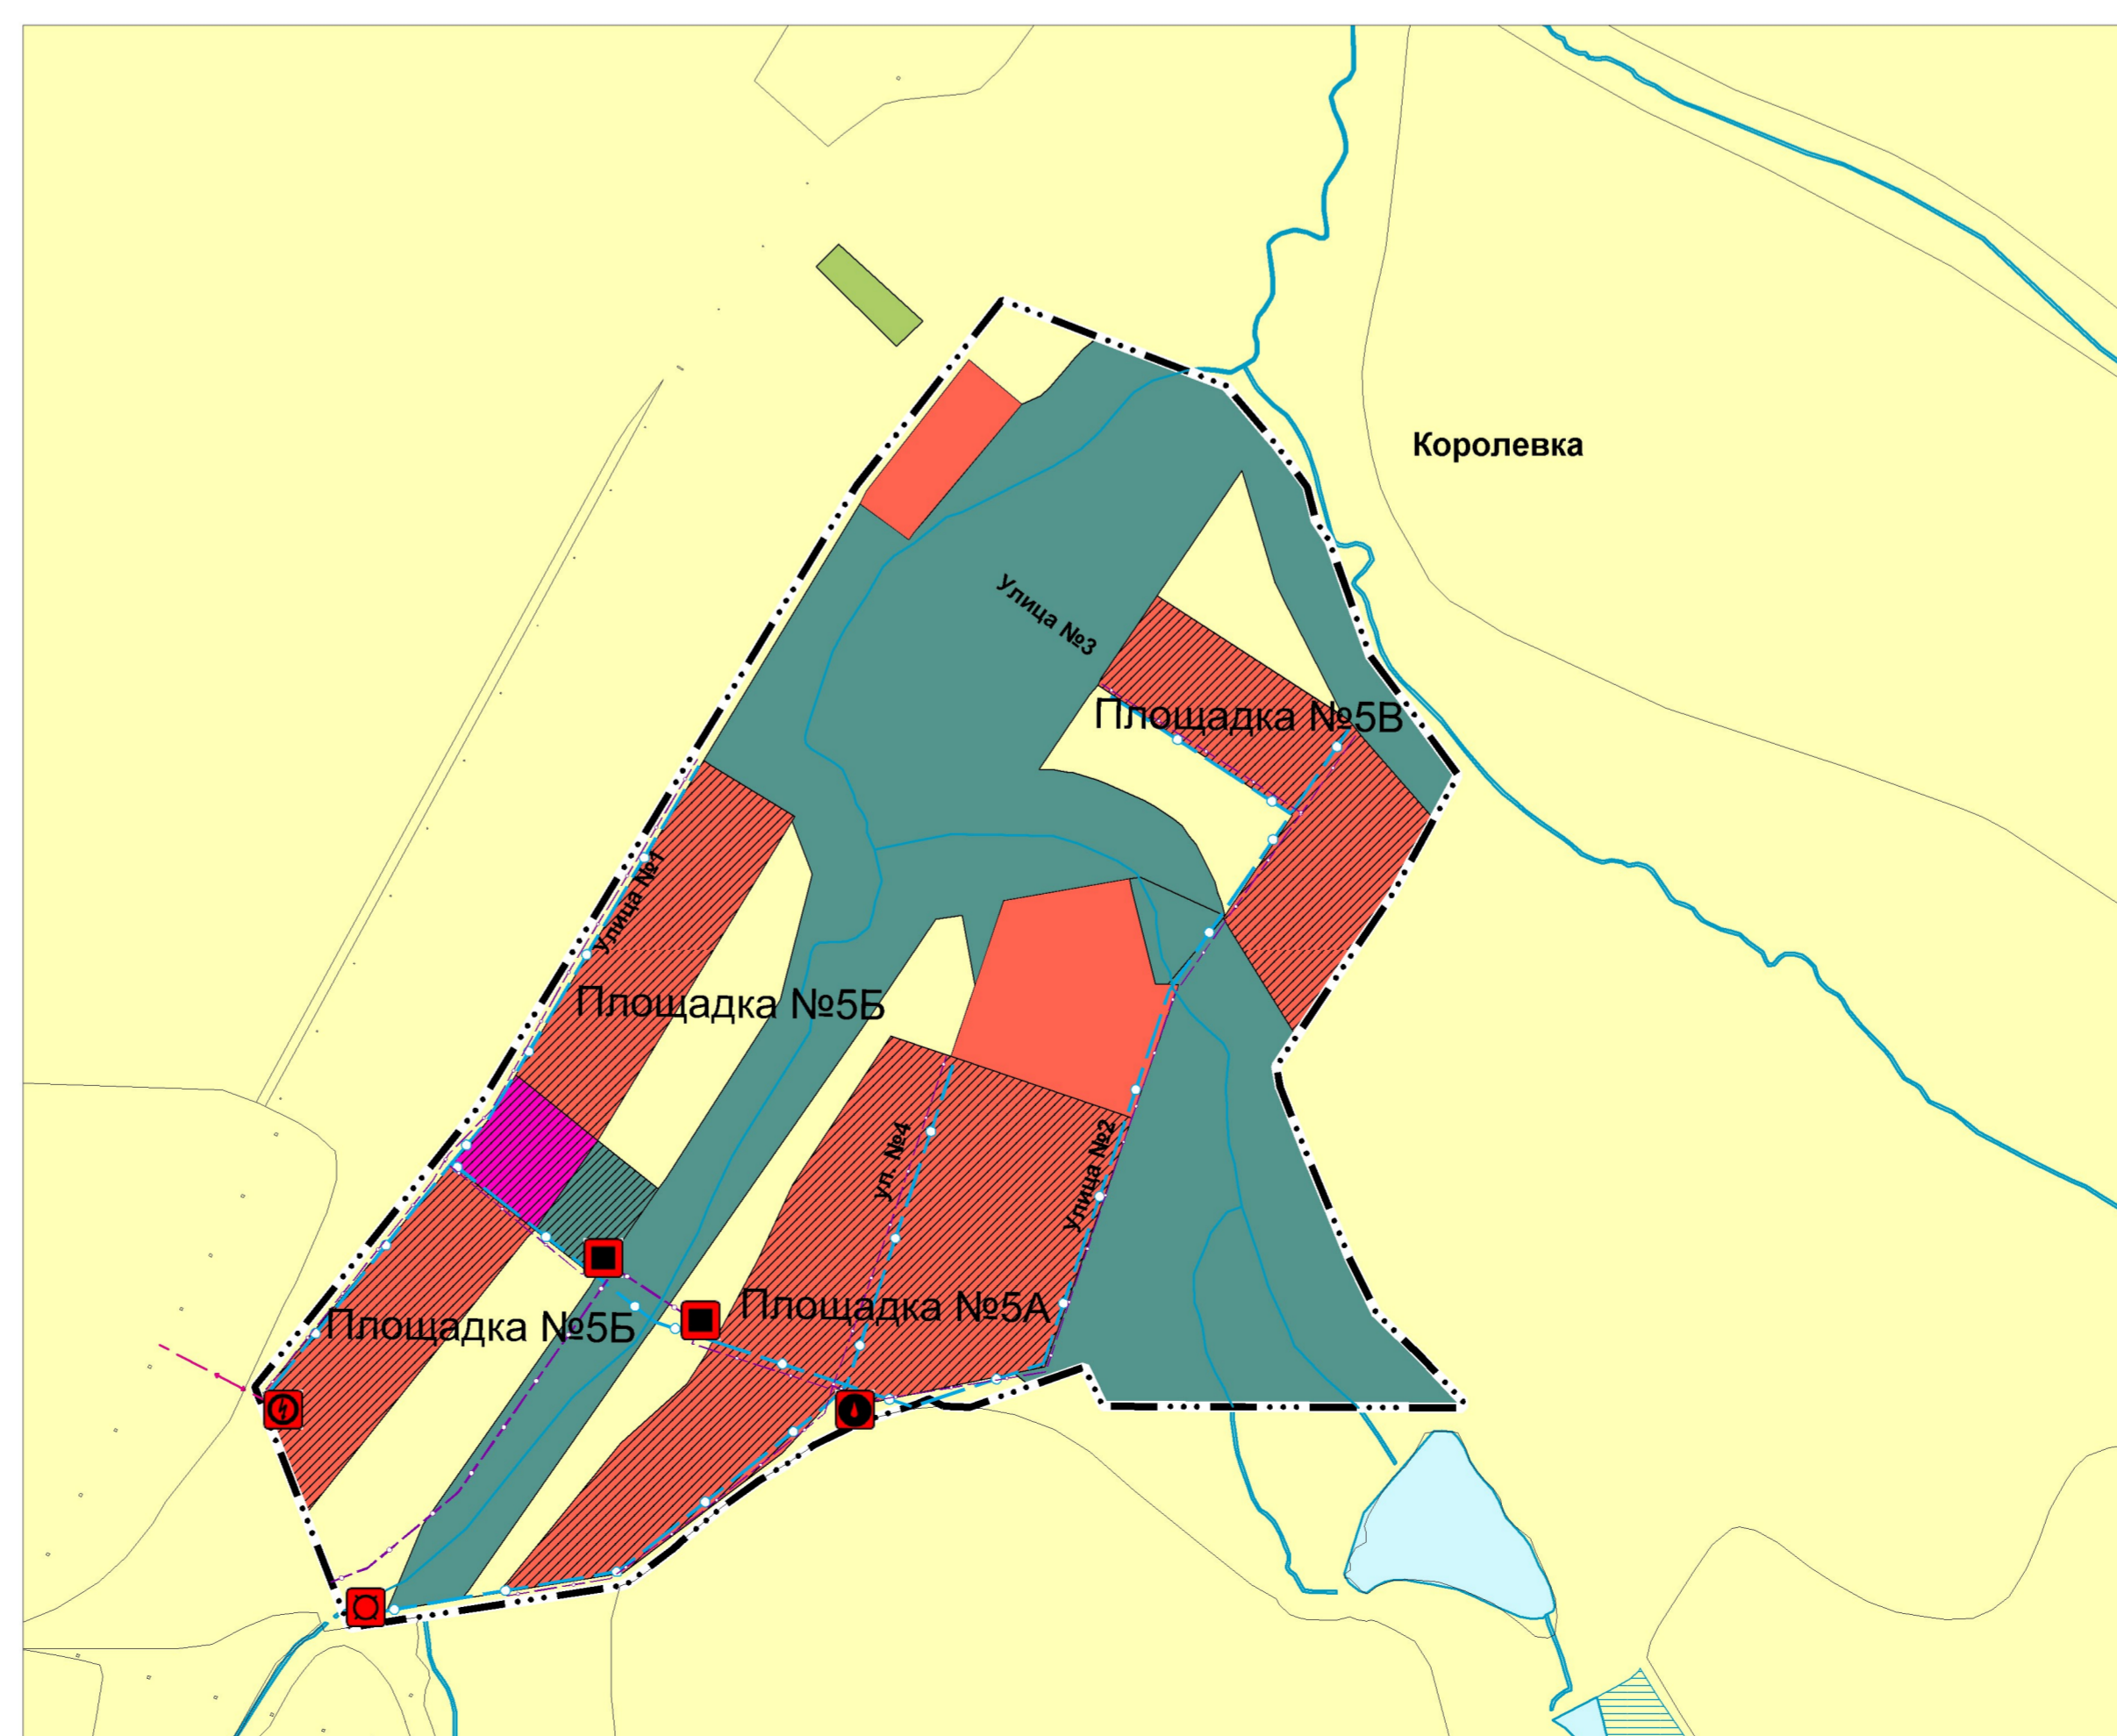 Королевка
Улица №3
Площадка №5В
улица №1
Площадка №5Б
ул. №4
улица №2
Площадка №5А
Площадка №5Б